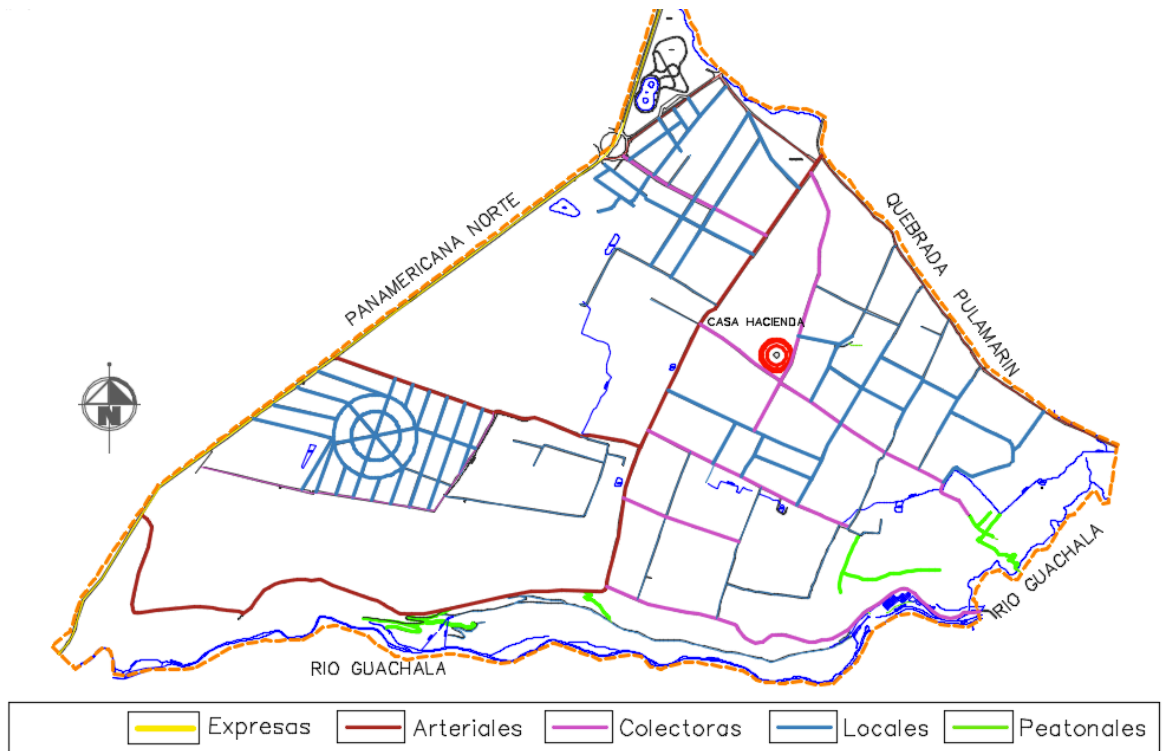 PANAMERICANA NORTE
QUEBRADA PULAMARIN
CASA HACIENDA
N
RIO GUACHALA
RIO GUACHALA
Expresas
Arteriales
Colectoras
Locales
Peatonales